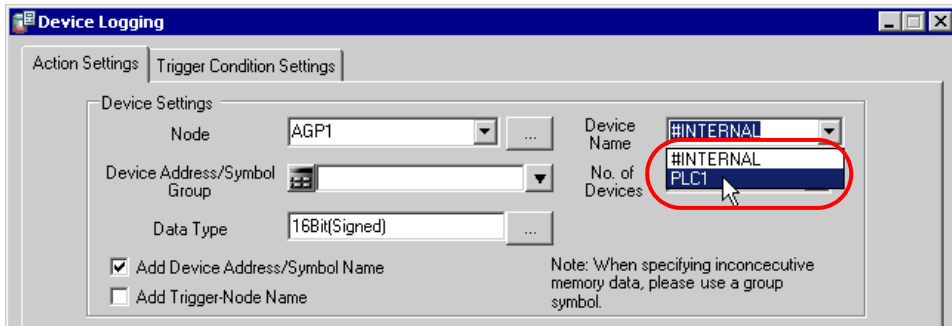 Device Logging
Action Settings
Trigger Condition Settings
Device Settings
Node
AGP1
...
Device Name
#INTERNAL
#INTERNAL
PLC1
Device Address/Symbol Group
No. of Devices
Data Type
16Bit(Signed)
...
Add Device Address/Symbol Name
Add Trigger-Node Name
Note: When specifying inconcecutive
memory data, please use a group
symbol.